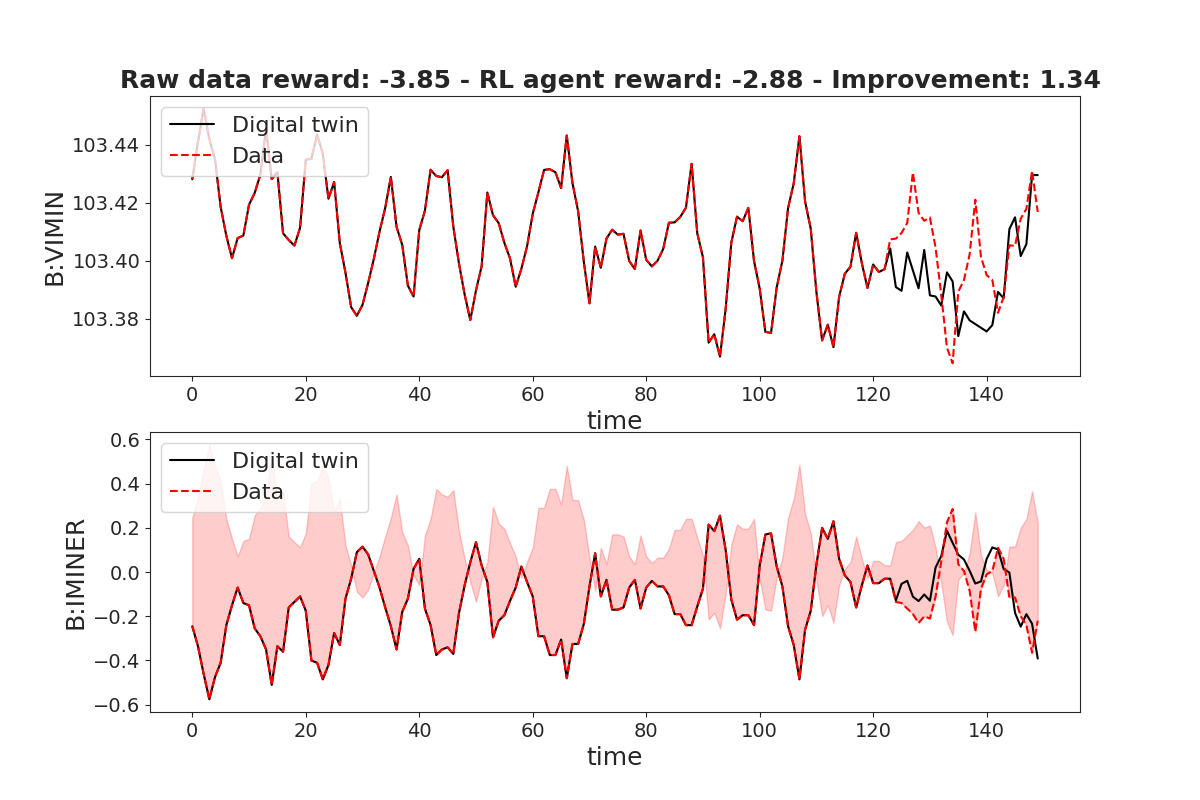 Raw data reward: -3.85 - RL agent reward: -2.88 - Improvement: 1.34
Digital twin
Data
103.44
103.42
103.40
103.38
B:VIMIN
0 20 40 60 80 100 120 140
time
Digital twin
Data
0.6
0.4
0.2
0.0
−0.2
−0.4
−0.6
B:IMINER
0 20 40 60 80 100 120 140
time